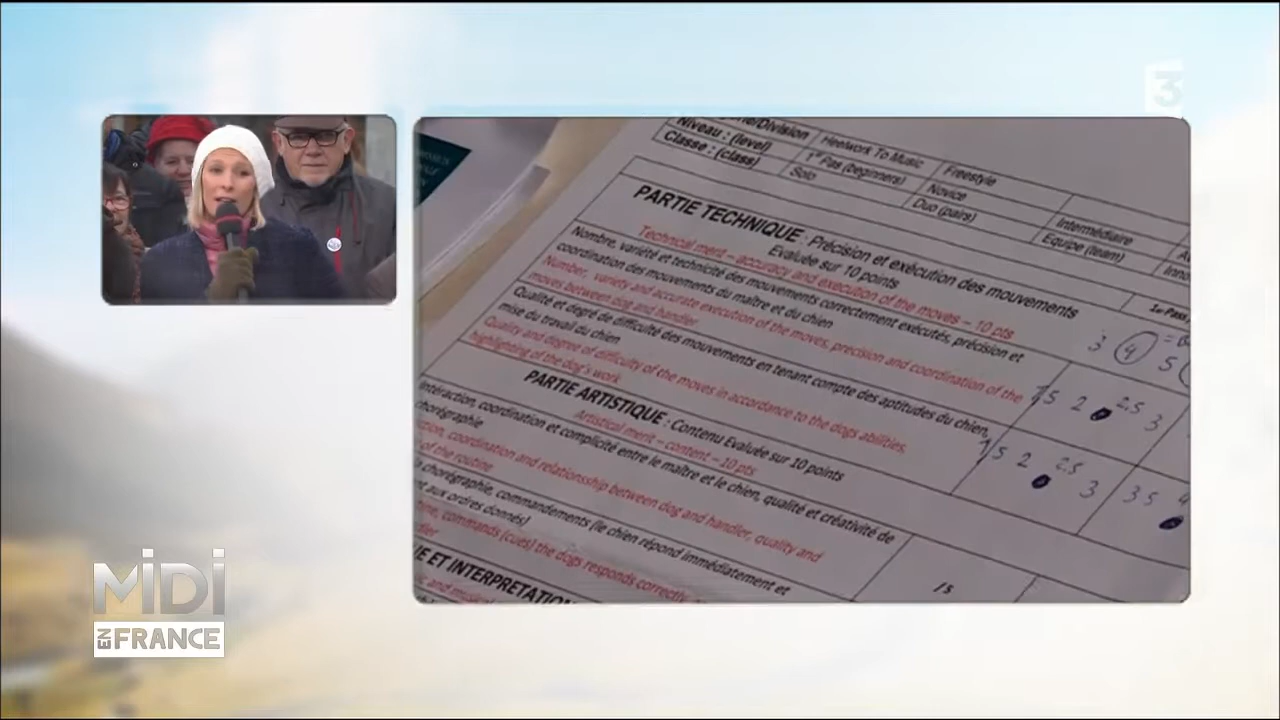 3
MiDi
EN FRANCE
Niveau : (level)
Classe : (class)
Heelwork To Music
Freestyle
1er Pas (beginners)
Novice
Intermédiaire
Solo
Duo (pairs)
Equipe (team)
PARTIE TECHNIQUE : Précision et exécution des mouvements
Evaluée sur 10 points
Technical merit – accuracy and execution of the moves – 10 pts
1er Pas
Nombre, variété et technicité des mouvements correctement exécutés, précision et
coordination des mouvements du maître et du chien
Number, variety and accurate execution of the moves, precision and coordination of the
moves between dog and handler
3 4 5
Qualité et degré de difficulté des mouvements en tenant compte des aptitudes du chien,
mise du travail du chien
Quality and degree of difficulty of the moves in accordance to the dogs abilities,
highlighting of the dog's work
1,5 2 2.5 3
PARTIE ARTISTIQUE : Contenu Evaluée sur 10 points
Artistical merit – content – 10 pts
1,5 2 2.5 3
3.5 4
interaction, coordination et complicité entre le maître et le chien, qualité et créativité de
chorégraphie
coordination and relationsship between dog and handler, quality and
of the routine
chorégraphie, commandements (le chien répond immédiatement et
aux ordres donnés)
commands (cues) the dogs responds correctly
/5
ET INTERPRETATION